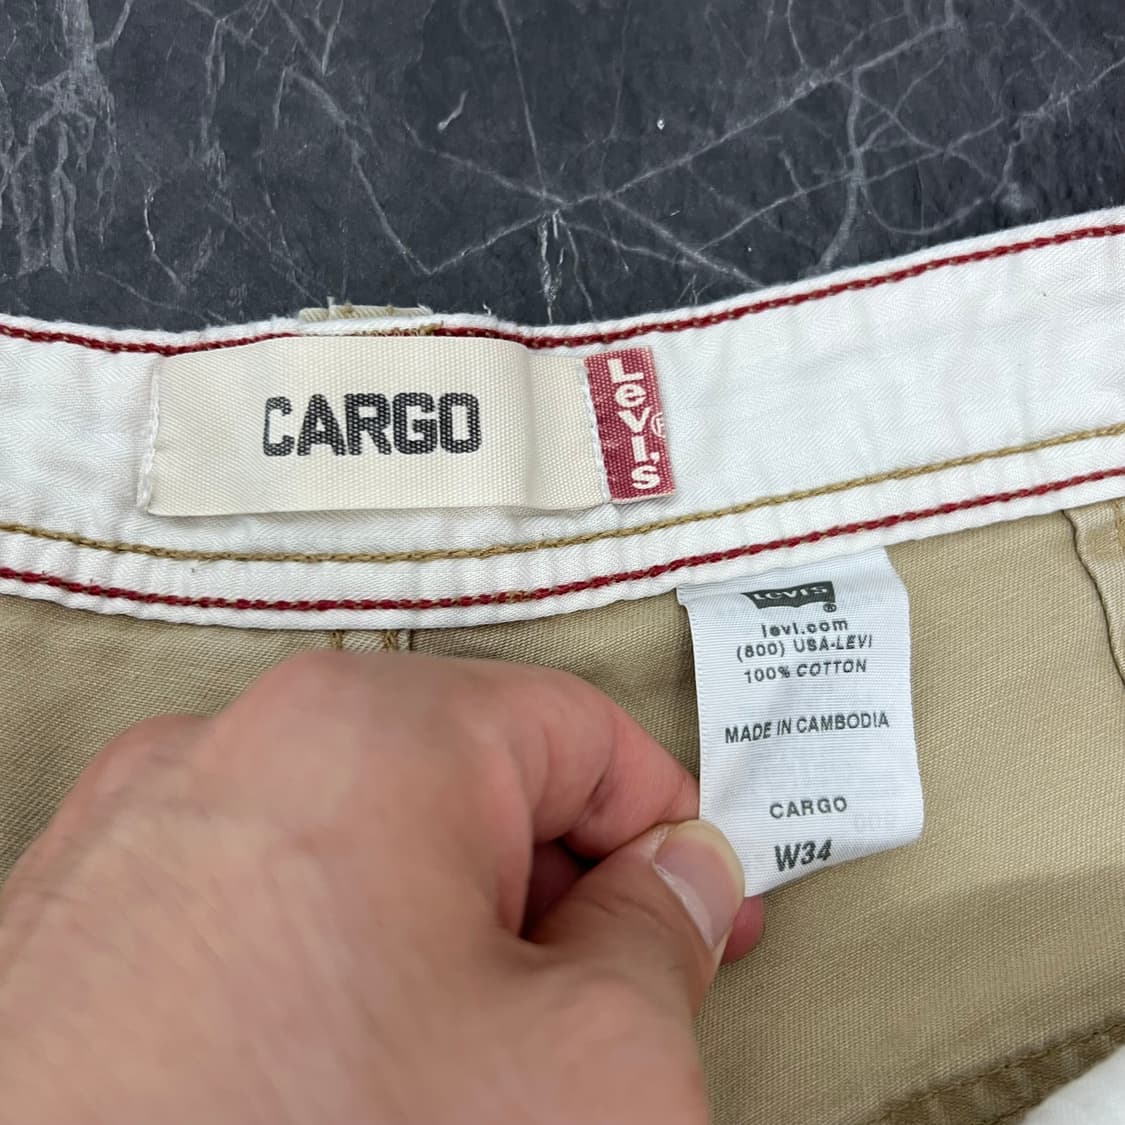 CARGO
Levi's ®
LEVI'S ®
levi.com
(800) USA-LEVI
100% COTTON
MADE IN CAMBODIA
CARGO
W34